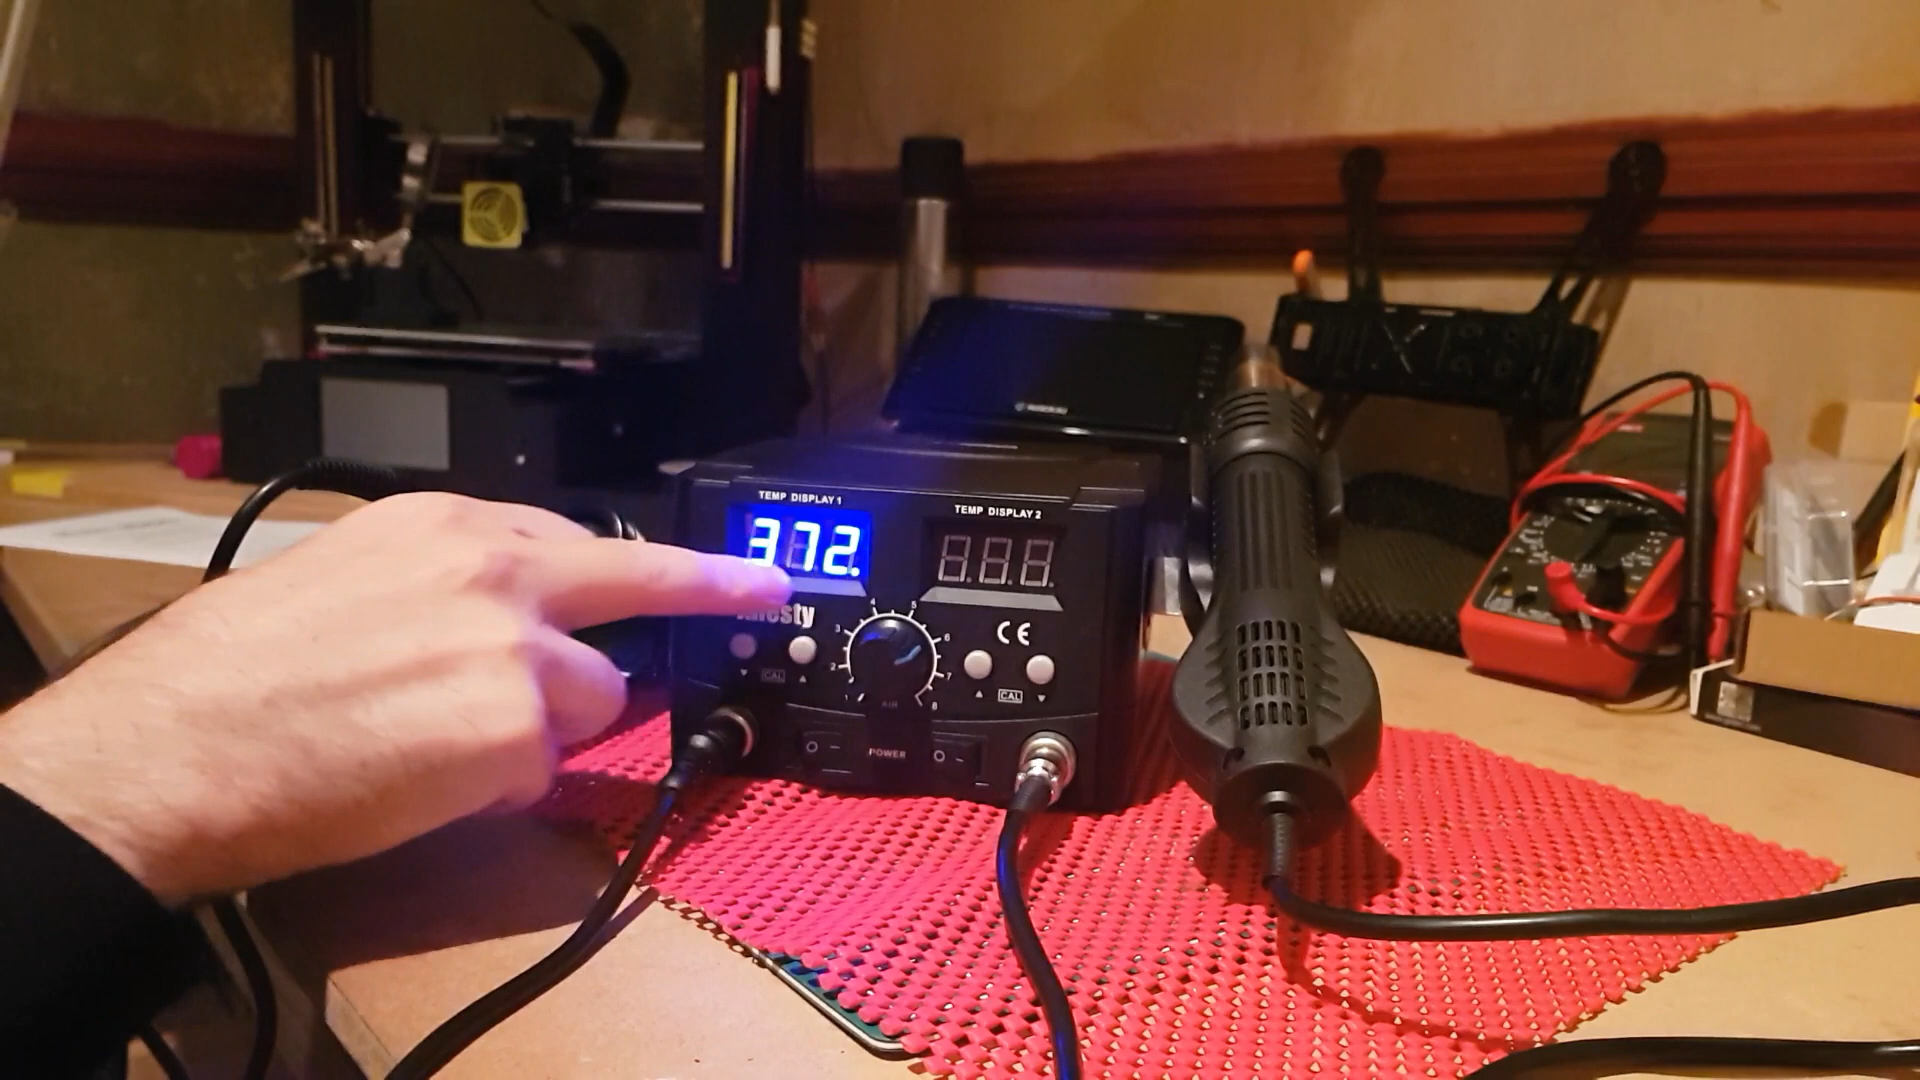 TEMP DISPLAY 1
372.
TEMP DISPLAY 2
4 5
3 6
2 7
1 8
AIR
CE
CAL
CAL
POWER